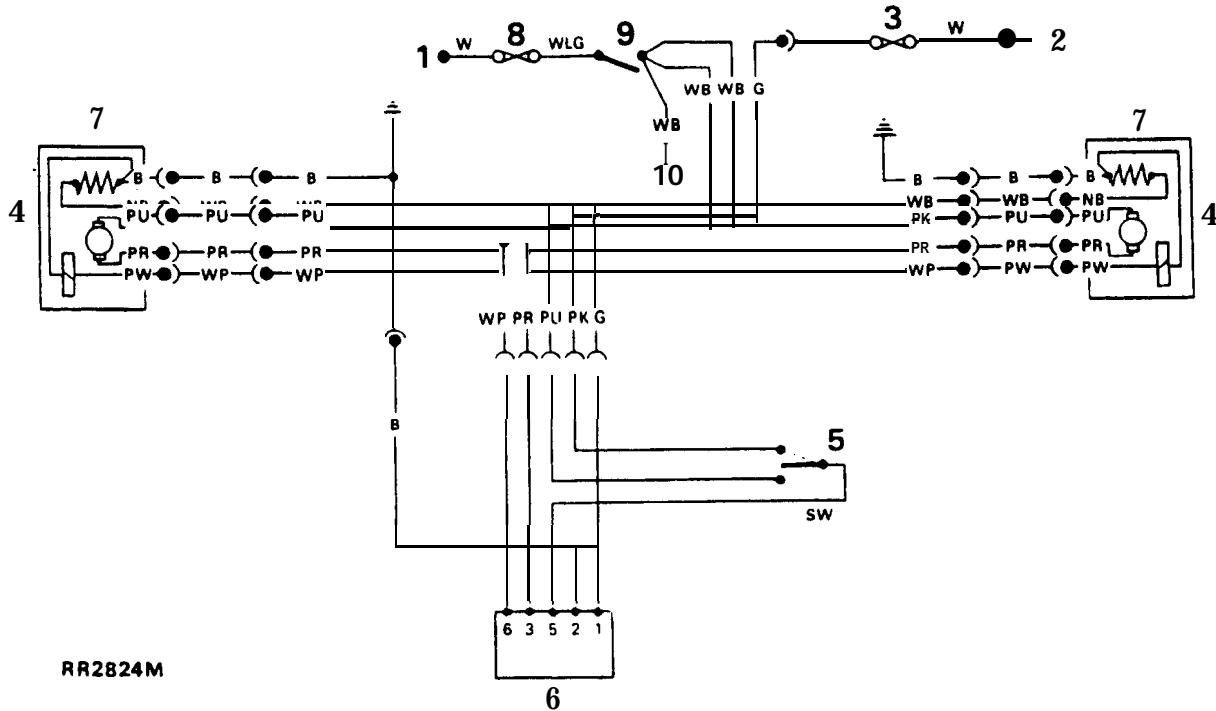 3
W
2
8
9
W
WLG
1
WB WB G
WB
10
7
7
B B B
B B B
4
WB WB NB
4
PU PU PU
PK PU PU
PR PR PR
PR PR PR
PW WP WP
WP PW PW
WP PR PU PK G
B
5
SW
6 3 5 2 1
RR2824M
6